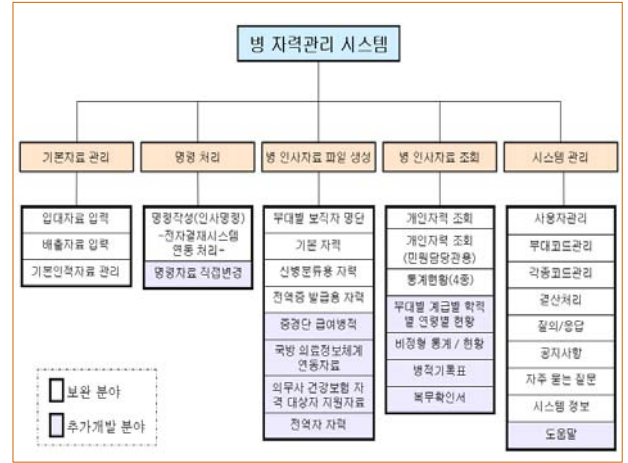 병 자력관리 시스템
기본자료 관리
명령 처리
병 인사자료 파일 생성
병 인사자료 조회
시스템 관리
입대자료 입력
배출자료 입력
기본인적자료 관리
명령작성(인사명령)
-전자결재시스템
연동 처리-
명령자료 직접변경
부대별 보직자 명단
기본 자력
신병분류용 자력
전역증 발급용 자력
중경단 급여병적
국방 의료정보체계
연동자료
의무사 건강보험 자
격 대상자 지원자료
전역자 자력
개인자력 조회
개인자력 조회
(민원담당관용)
통계현황(4종)
부대별 계급별 학력
별 연령별 현황
비정형 통계 / 현황
병적기록표
복무확인서
사용자관리
부대코드관리
각종코드관리
결산처리
질의/응답
공지사항
자주 묻는 질문
시스템 정보
도움말
보완 분야
추가개발 분야